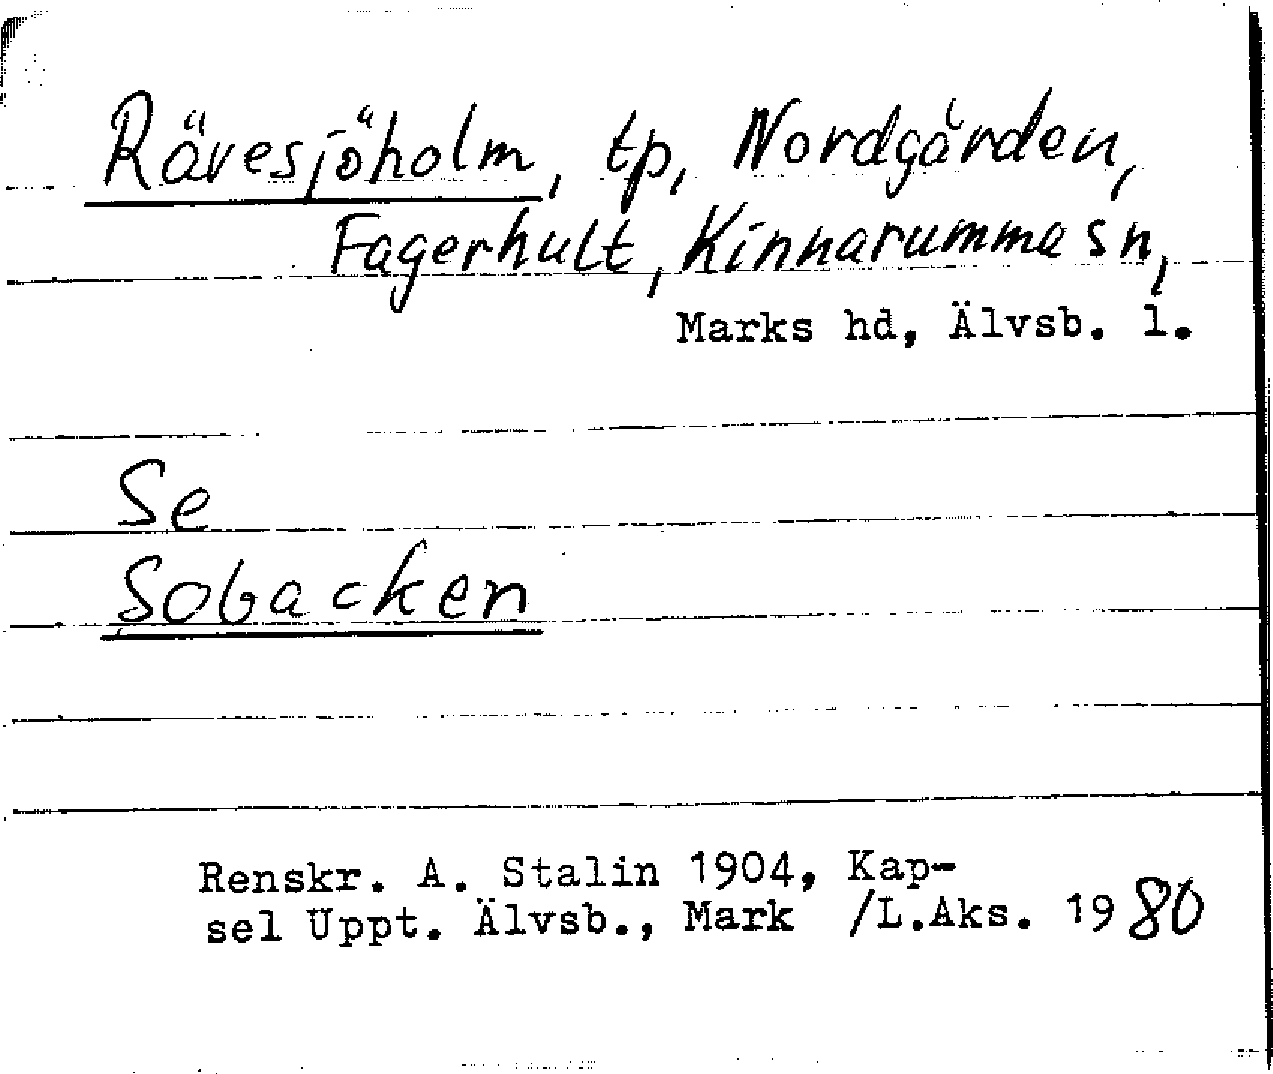 Rävesjöholm, tp, Nordgården,
Fagerhult, Kinnarumma sn,
Marks hd, Älvsb. l.
Se
Sobacken
Renskr. A. Stalin 1904, Kap-
sel Uppt. Älvsb., Mark /L.Aks. 1980